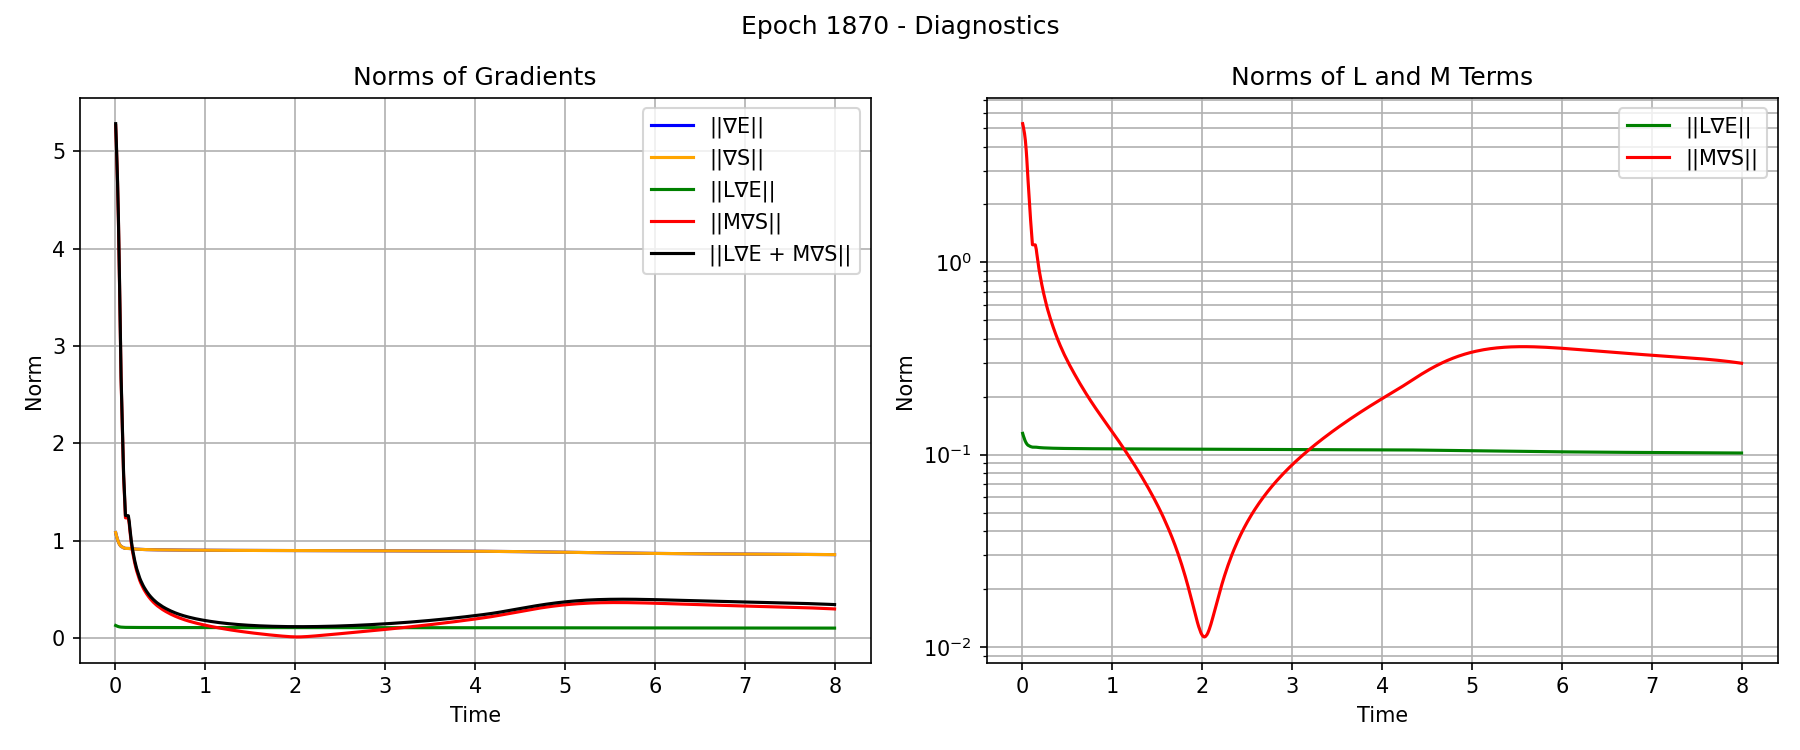 Epoch 1870 - Diagnostics
Norms of Gradients
Norm
5
4
3
2
1
0
||∇E||
||∇S||
||L∇E||
||M∇S||
||L∇E + M∇S||
0 1 2 3 4 5 6 7 8
Time
Norms of L and M Terms
Norm
10⁰
10⁻¹
10⁻²
||L∇E||
||M∇S||
0 1 2 3 4 5 6 7 8
Time